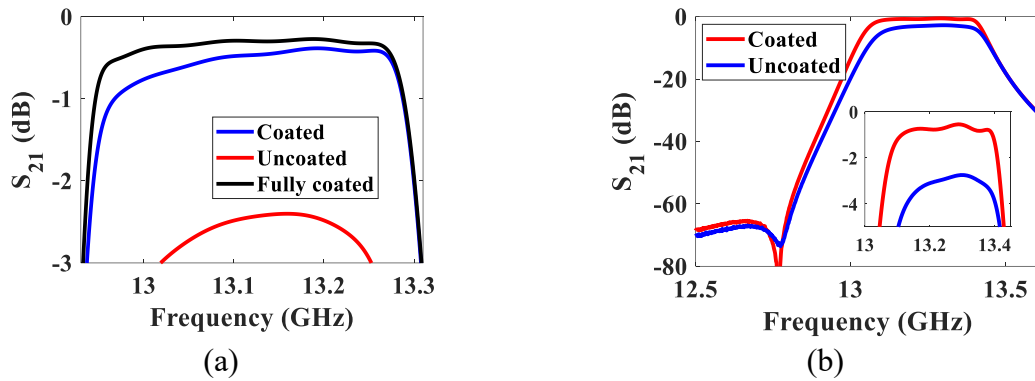 0
-1
-2
-3
S21 (dB)
Coated
Uncoated
Fully coated
13 13.1 13.2 13.3
Frequency (GHz)
(a)
0
-20
-40
-60
-80
S21 (dB)
Coated
Uncoated
0
-2
-4
13 13.2 13.4
12.5 13 13.5
Frequency (GHz)
(b)